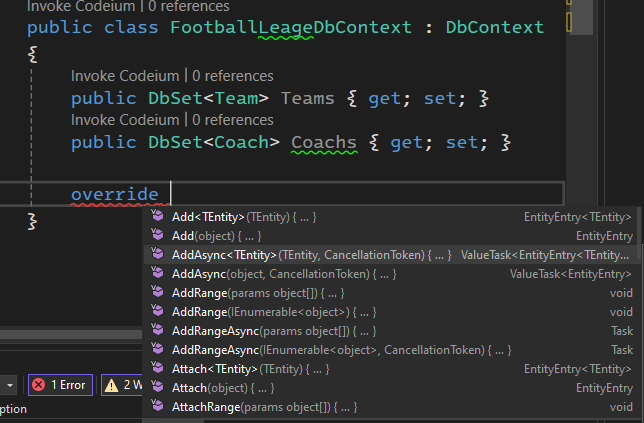 Invoke Codeium | 0 references
public class FootballLeageDbContext : DbContext
{
Invoke Codeium | 0 references
public DbSet<Team> Teams { get; set; }
Invoke Codeium | 0 references
public DbSet<Coach> Coachs { get; set; }
override
}
Add<TEntity>(TEntity) { ... } EntityEntry<TEntity>
Add(object) { ... } EntityEntry
AddAsync<TEntity>(TEntity, CancellationToken) { ... } ValueTask<EntityEntry<TEntity...
AddAsync(object, CancellationToken) { ... } ValueTask<EntityEntry>
AddRange(params object[]) { ... } void
AddRange(IEnumerable<object>) { ... } void
AddRangeAsync(params object[]) { ... } Task
AddRangeAsync(IEnumerable<object>, CancellationToken) { ... } Task
Attach<TEntity>(TEntity) { ... } EntityEntry<TEntity>
Attach(object) { ... } EntityEntry
AttachRange(params object[]) { ... } void
1 Error 2 W
ption